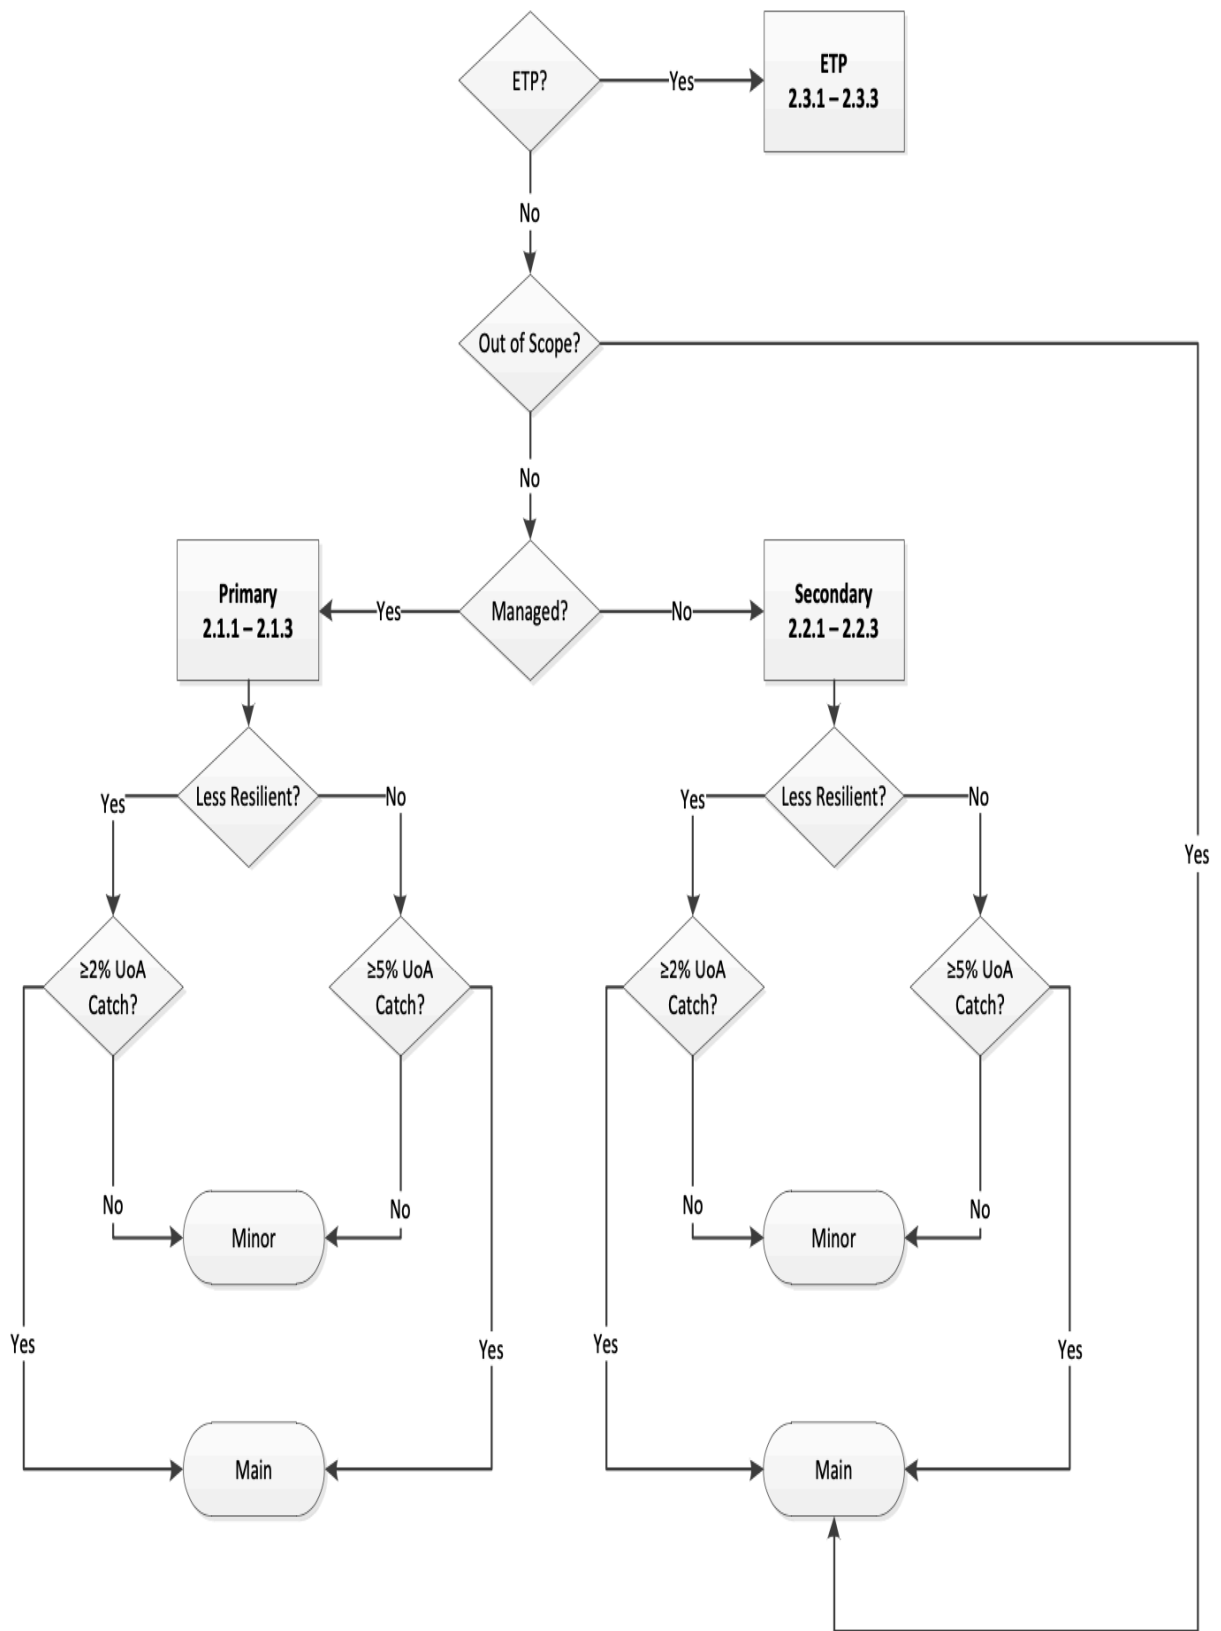 ETP?
Yes
ETP
2.3.1 – 2.3.3
No
Out of Scope?
No
Primary
2.1.1 – 2.1.3
Yes
Managed?
No
Secondary
2.2.1 – 2.2.3
Yes
Less Resilient?
No
Yes
Less Resilient?
No
Yes
≥2% UoA
Catch?
≥5% UoA
Catch?
≥2% UoA
Catch?
≥5% UoA
Catch?
No
Minor
No
No
Minor
No
Yes
Yes
Yes
Yes
Main
Main